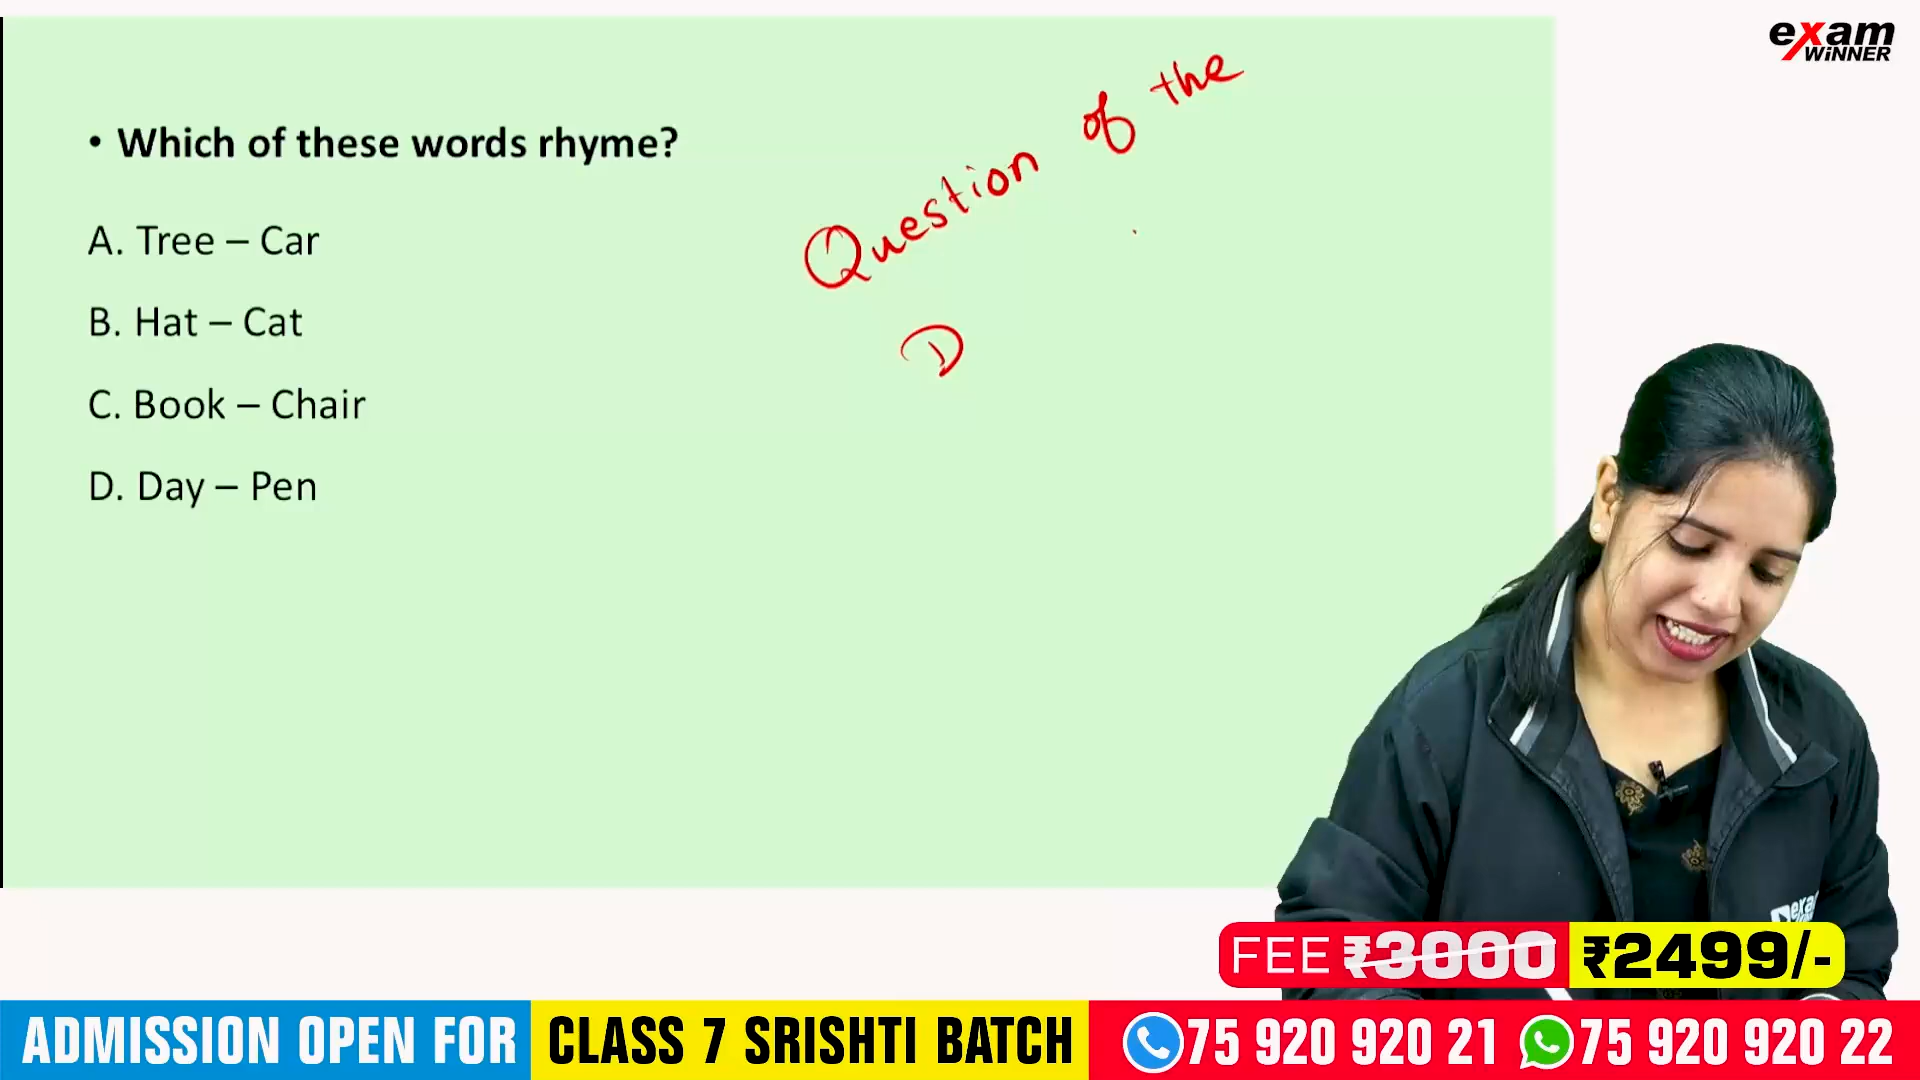 exam
WiNNER
• Which of these words rhyme?
A. Tree – Car
B. Hat – Cat
C. Book – Chair
D. Day – Pen
Question of the
D
exam
FEE ₹3000 ₹2499/-
ADMISSION OPEN FOR CLASS 7 SRISHTI BATCH 75 920 920 21 75 920 920 22